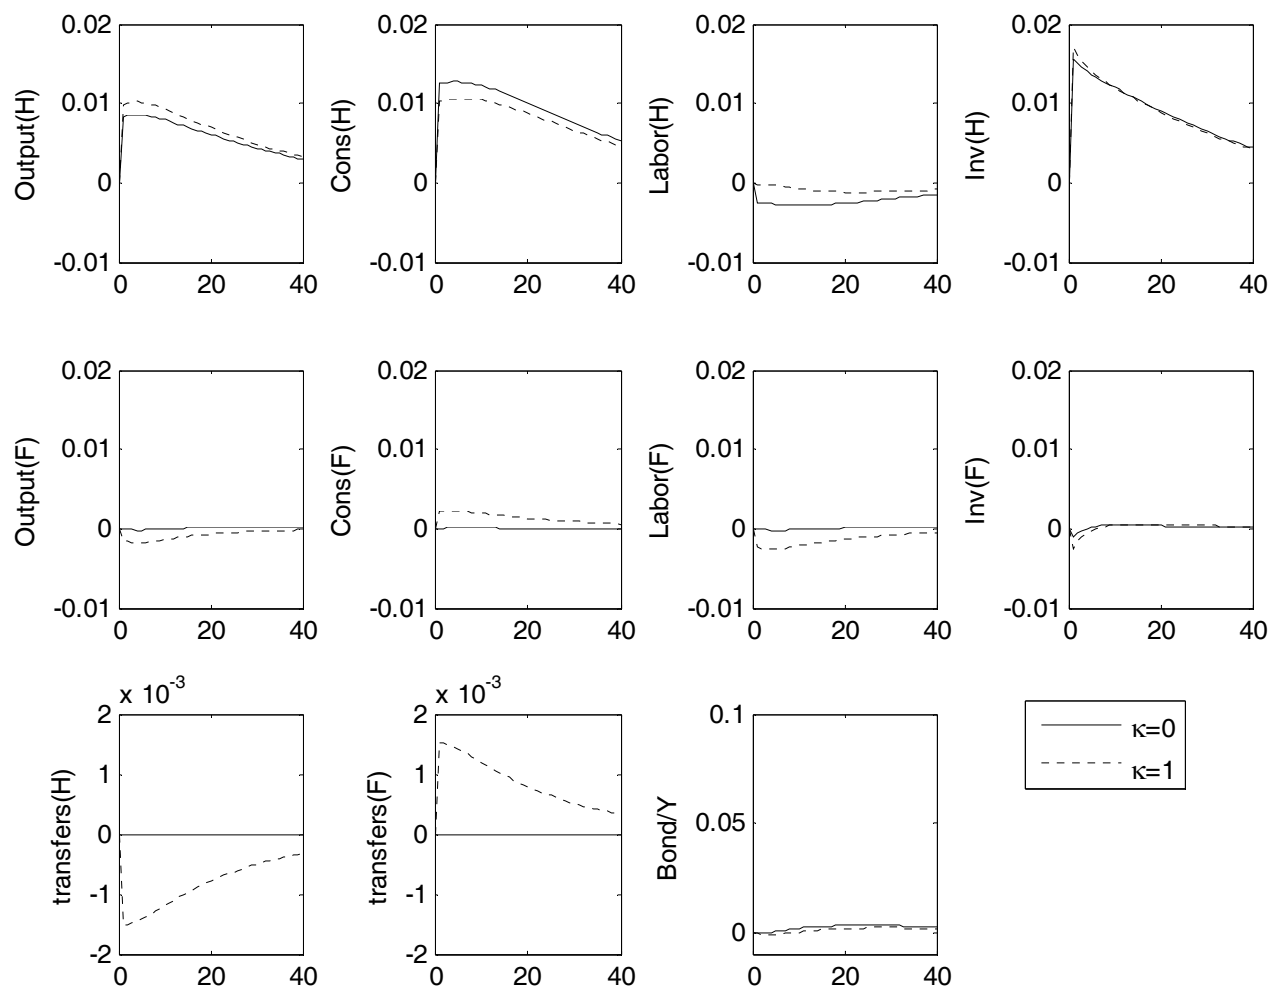 0.02 0.02 0.02 0.02
Output(H) 0.01 Cons(H) 0.01 Labor(H) 0.01 Inv(H) 0.01
0 0 0 0
-0.01 -0.01 -0.01 -0.01
0 20 40 0 20 40 0 20 40 0 20 40
0.02 0.02 0.02 0.02
Output(F) 0.01 Cons(F) 0.01 Labor(F) 0.01 Inv(F) 0.01
0 0 0 0
-0.01 -0.01 -0.01 -0.01
0 20 40 0 20 40 0 20 40 0 20 40
x 10^-3 x 10^-3
2 2 0.1
1 1 κ=0
transfers(H) 0 transfers(F) 0 Bond/Y 0.05 κ=1
-1 -1 0
-2 -2
0 20 40 0 20 40 0 20 40